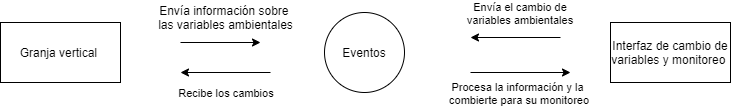 Envía información sobre
las variables ambientales
Granja vertical
Recibe los cambios
Eventos
Envía el cambio de
variables ambientales
Procesa la información y la
combierte para su monitoreo
Interfaz de cambio de
variables y monitoreo